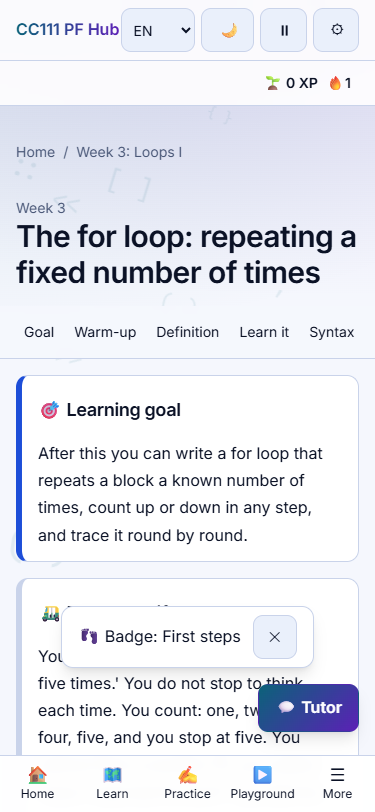 CC111 PF Hub EN
0 XP 1
Home / Week 3: Loops I
Week 3
The for loop: repeating a
fixed number of times
Goal Warm-up Definition Learn it Syntax
Learning goal
After this you can write a for loop that
repeats a block a known number of
times, count up or down in any step,
and trace it round by round.
Badge: First steps
five times.' You do not stop to think
each time. You count: one, two,
four, five, and you stop at five. You
Tutor
Home Learn Practice Playground More